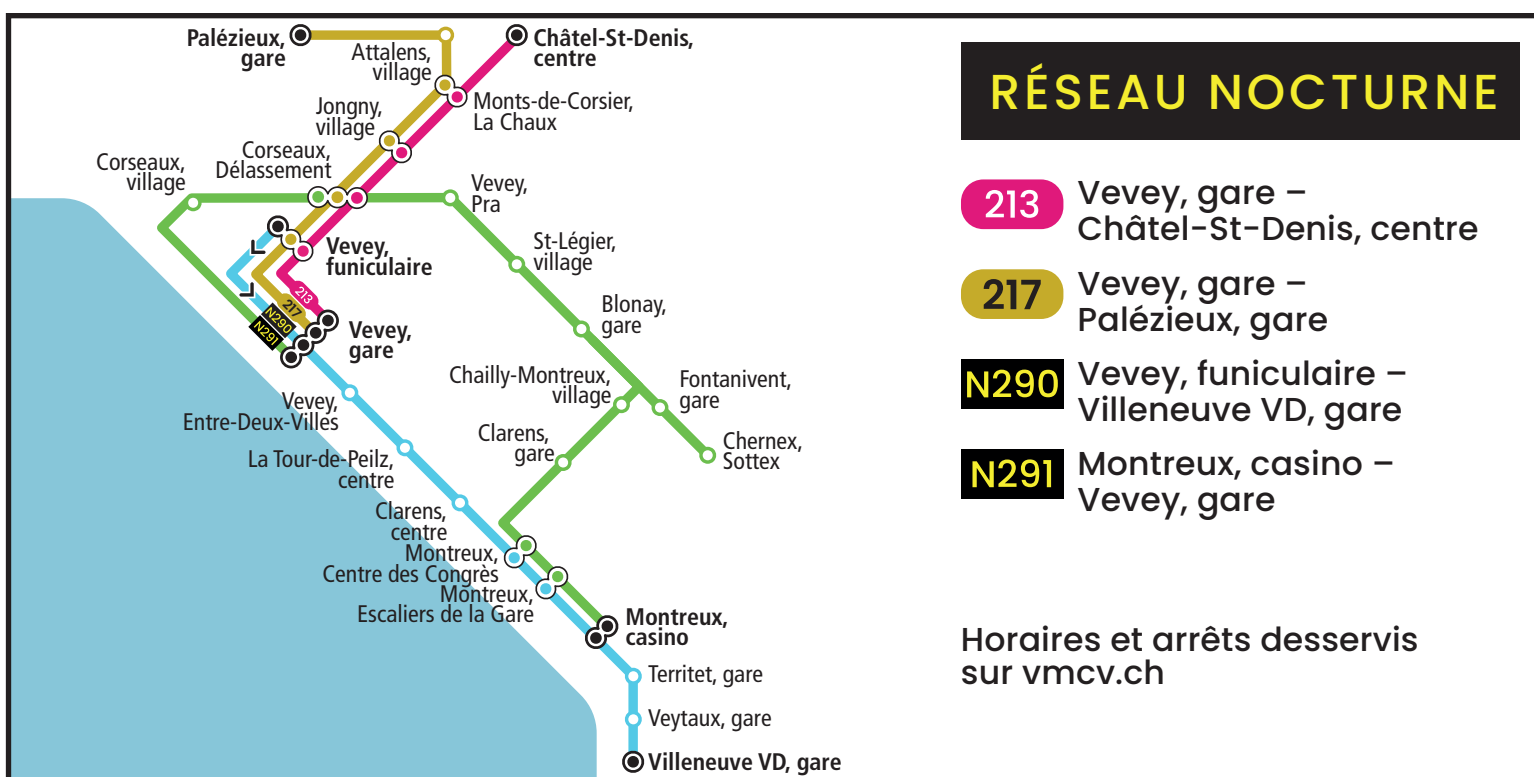 Palézieux,
gare
Attalens,
village
Châtel-St-Denis,
centre
Jongny,
village
Monts-de-Corsier,
La Chaux
Corseaux,
village
Corseaux,
Délassement
Vevey,
Pra
Vevey,
funiculaire
St-Légier,
village
213
217
N290
N291
Vevey,
gare
Blonay,
gare
Vevey,
Entre-Deux-Villes
Chailly-Montreux,
village
Fontanivent,
gare
La Tour-de-Peilz,
centre
Clarens,
gare
Chernex,
Sottex
Clarens,
centre
Montreux,
Centre des Congrès
Montreux,
Escaliers de la Gare
Montreux,
casino
Territet, gare
Veytaux, gare
Villeneuve VD, gare
RÉSEAU NOCTURNE
213 Vevey, gare –
Châtel-St-Denis, centre
217 Vevey, gare –
Palézieux, gare
N290 Vevey, funiculaire –
Villeneuve VD, gare
N291 Montreux, casino –
Vevey, gare
Horaires et arrêts desservis
sur vmcv.ch